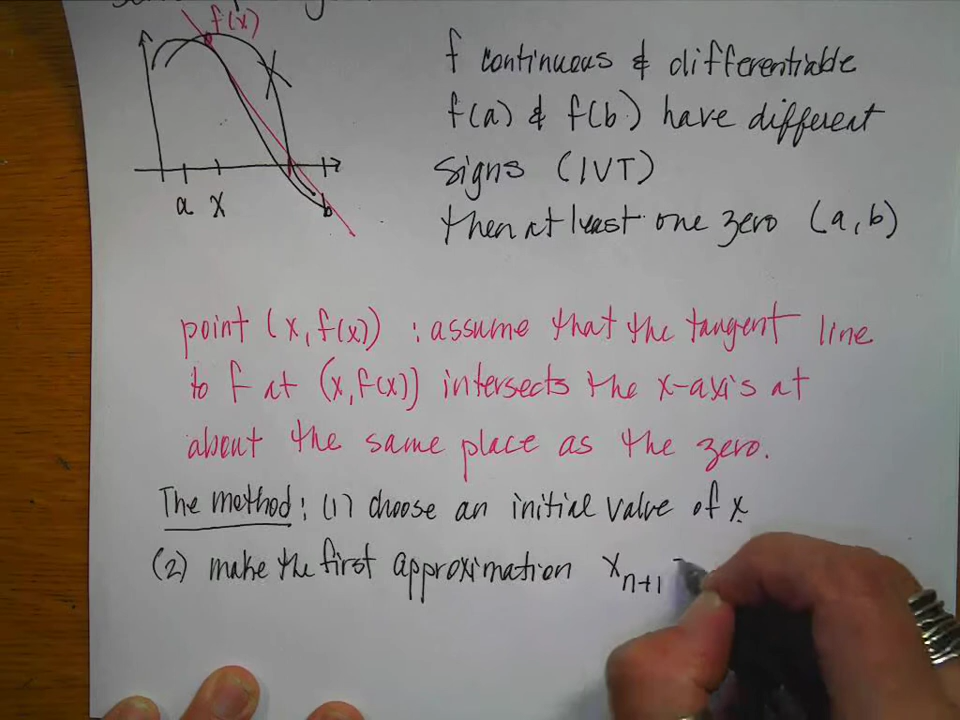 f(x)
a x
b
f continuous & differentiable
f(a) & f(b) have different
signs (IVT)
then at least one zero (a, b)
point (x, f(x)) : assume that the tangent line
to f at (x, f(x)) intersects the x-axis at
about the same place as the zero.
The method: (1) choose an initial value of x
(2) make the first approximation x_{n+1}